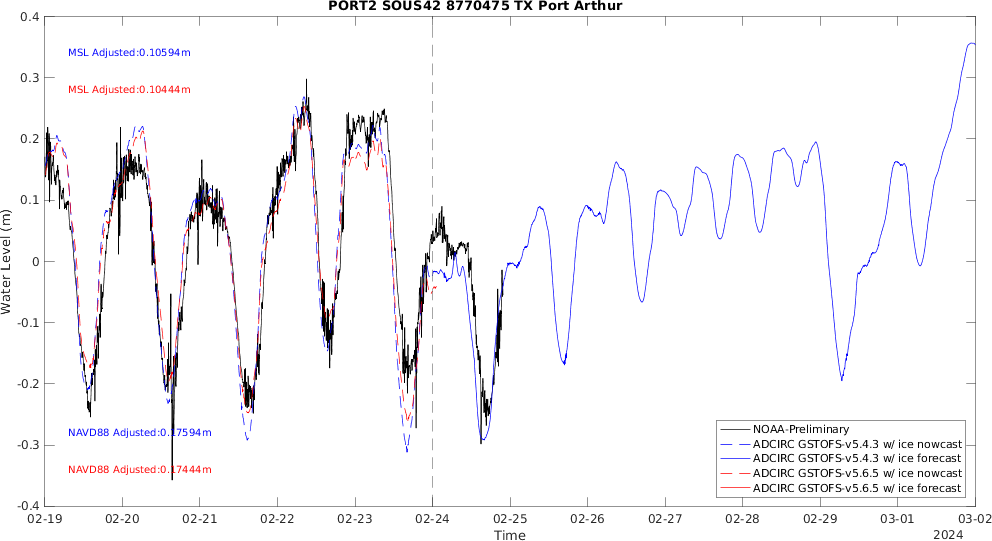 PORT2 SOUS42 8770475 TX Port Arthur
0.4
0.3
0.2
0.1
0
-0.1
-0.2
-0.3
-0.4
Water Level (m)
MSL Adjusted:0.10594m
MSL Adjusted:0.10444m
NAVD88 Adjusted:0.17594m
NAVD88 Adjusted:0.17444m
NOAA-Preliminary
ADCIRC GSTOFS-v5.4.3 w/ ice nowcast
ADCIRC GSTOFS-v5.4.3 w/ ice forecast
ADCIRC GSTOFS-v5.6.5 w/ ice nowcast
ADCIRC GSTOFS-v5.6.5 w/ ice forecast
02-19 02-20 02-21 02-22 02-23 02-24 02-25 02-26 02-27 02-28 02-29 03-01 03-02
Time
2024